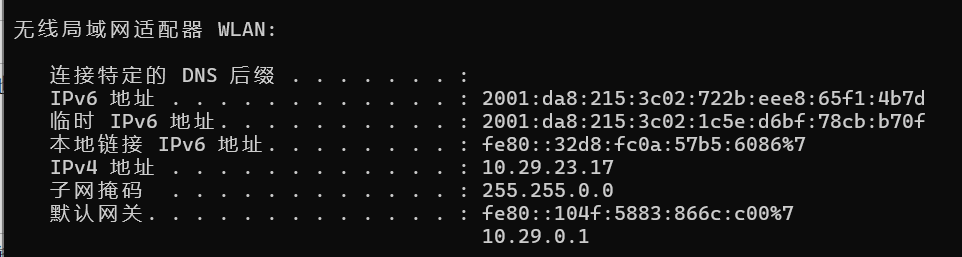 无线局域网适配器 WLAN:
连接特定的 DNS 后缀 . . . . . . . :
IPv6 地址 . . . . . . . . . . . . : 2001:da8:215:3c02:722b:eee8:65f1:4b7d
临时 IPv6 地址. . . . . . . . . . : 2001:da8:215:3c02:1c5e:d6bf:78cb:b70f
本地链接 IPv6 地址. . . . . . . . : fe80::32d8:fc0a:57b5:6086%7
IPv4 地址 . . . . . . . . . . . . : 10.29.23.17
子网掩码  . . . . . . . . . . . . : 255.255.0.0
默认网关. . . . . . . . . . . . . : fe80::104f:5883:866c:c00%7
10.29.0.1